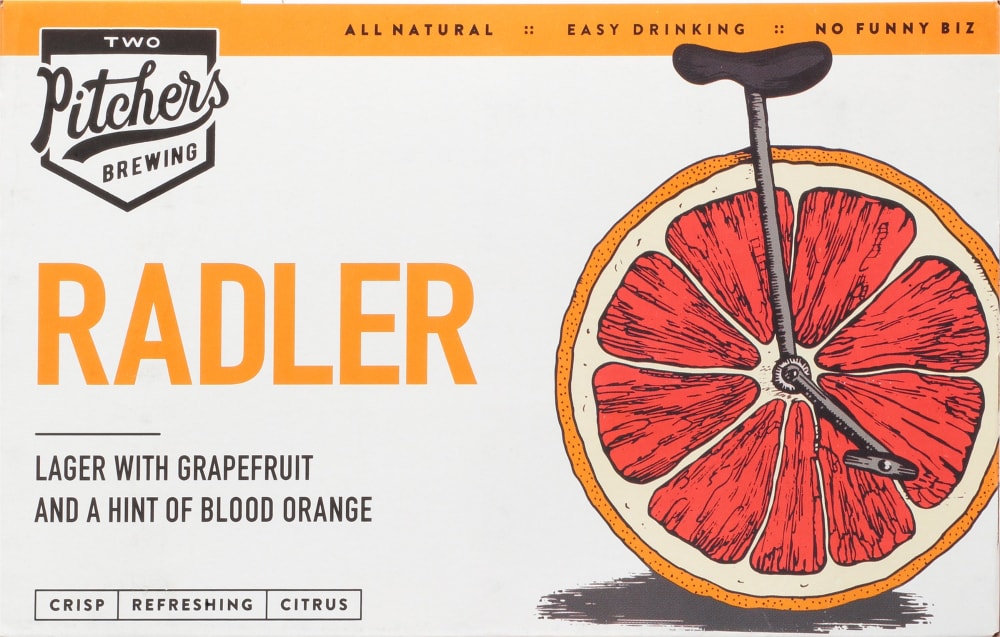 ALL NATURAL :: EASY DRINKING :: NO FUNNY BIZ
TWO
Pitchers
BREWING
RADLER
LAGER WITH GRAPEFRUIT
AND A HINT OF BLOOD ORANGE
CRISP REFRESHING CITRUS